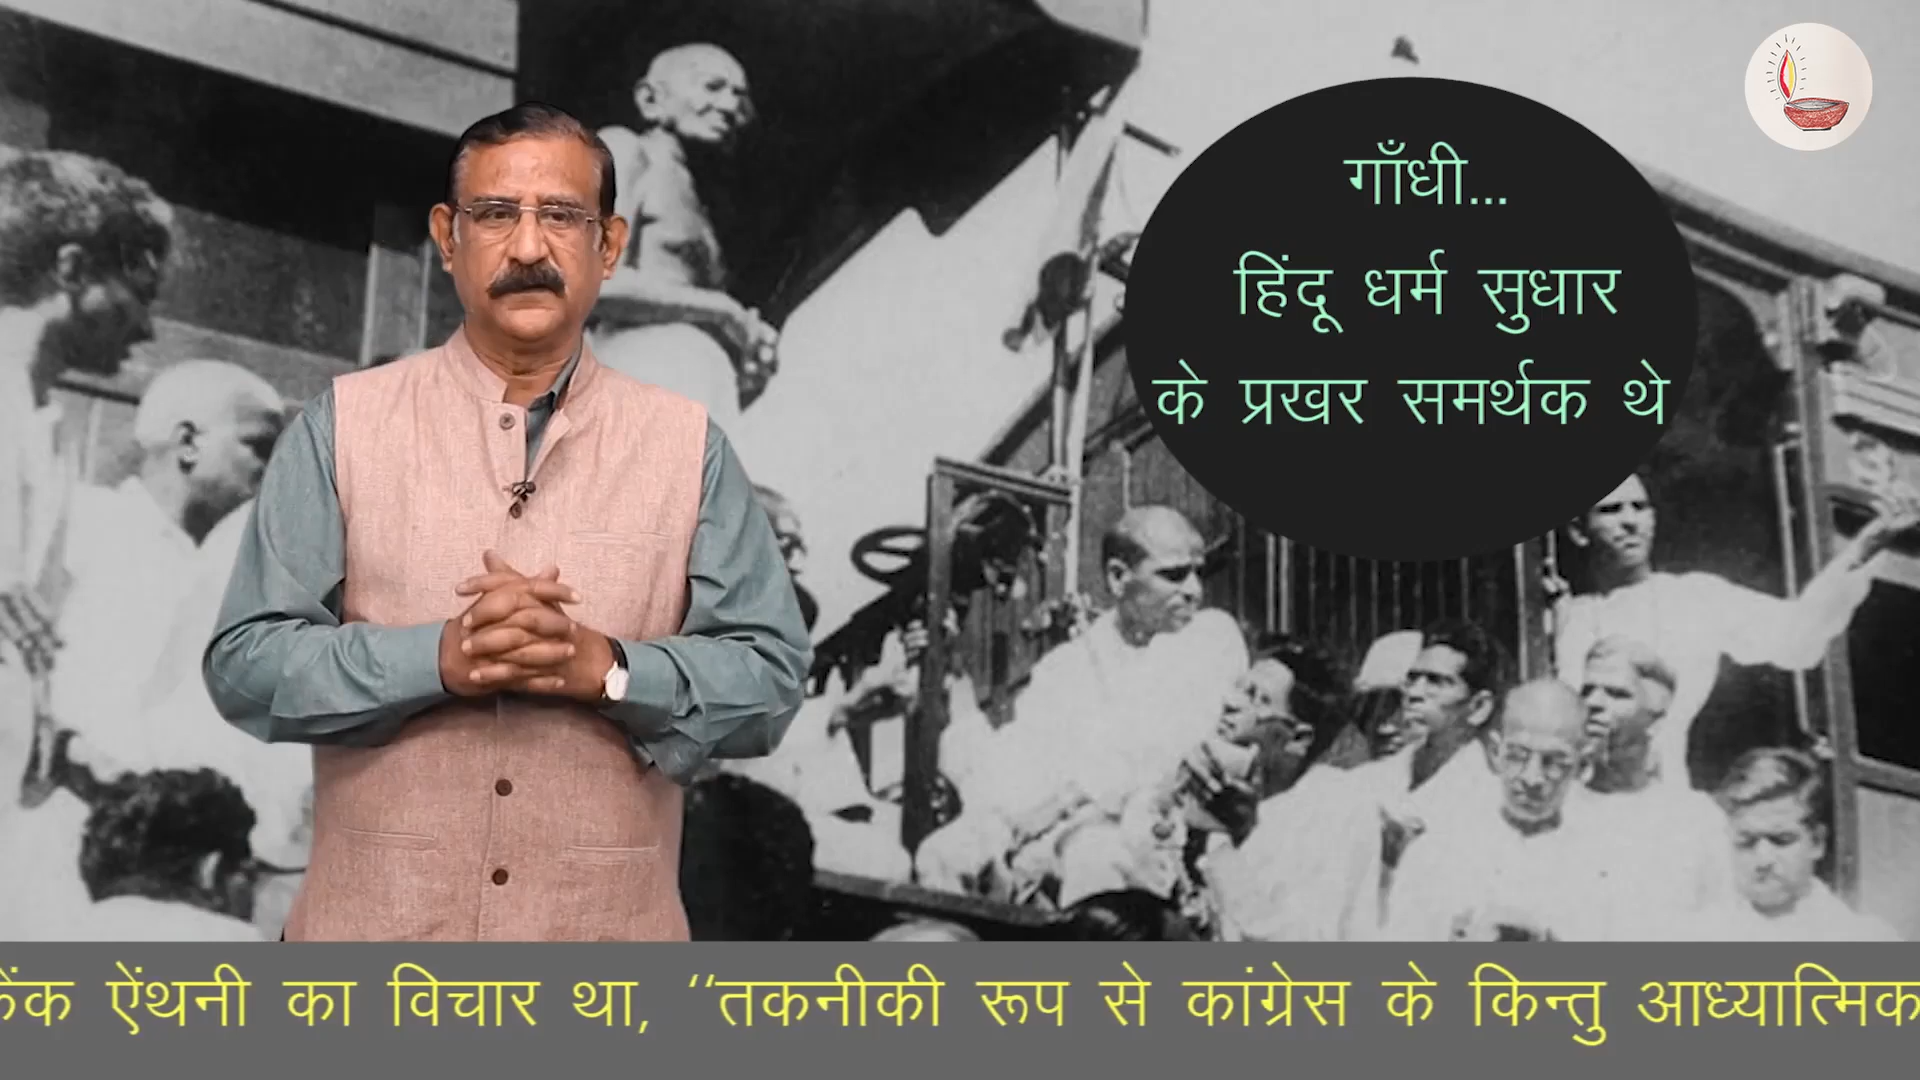 गाँधी...
हिंदू धर्म सुधार
के प्रखर समर्थक थे
ऐंथनी का विचार था, ‘‘तकनीकी रूप से कांग्रेस के किन्तु आध्यात्मिक